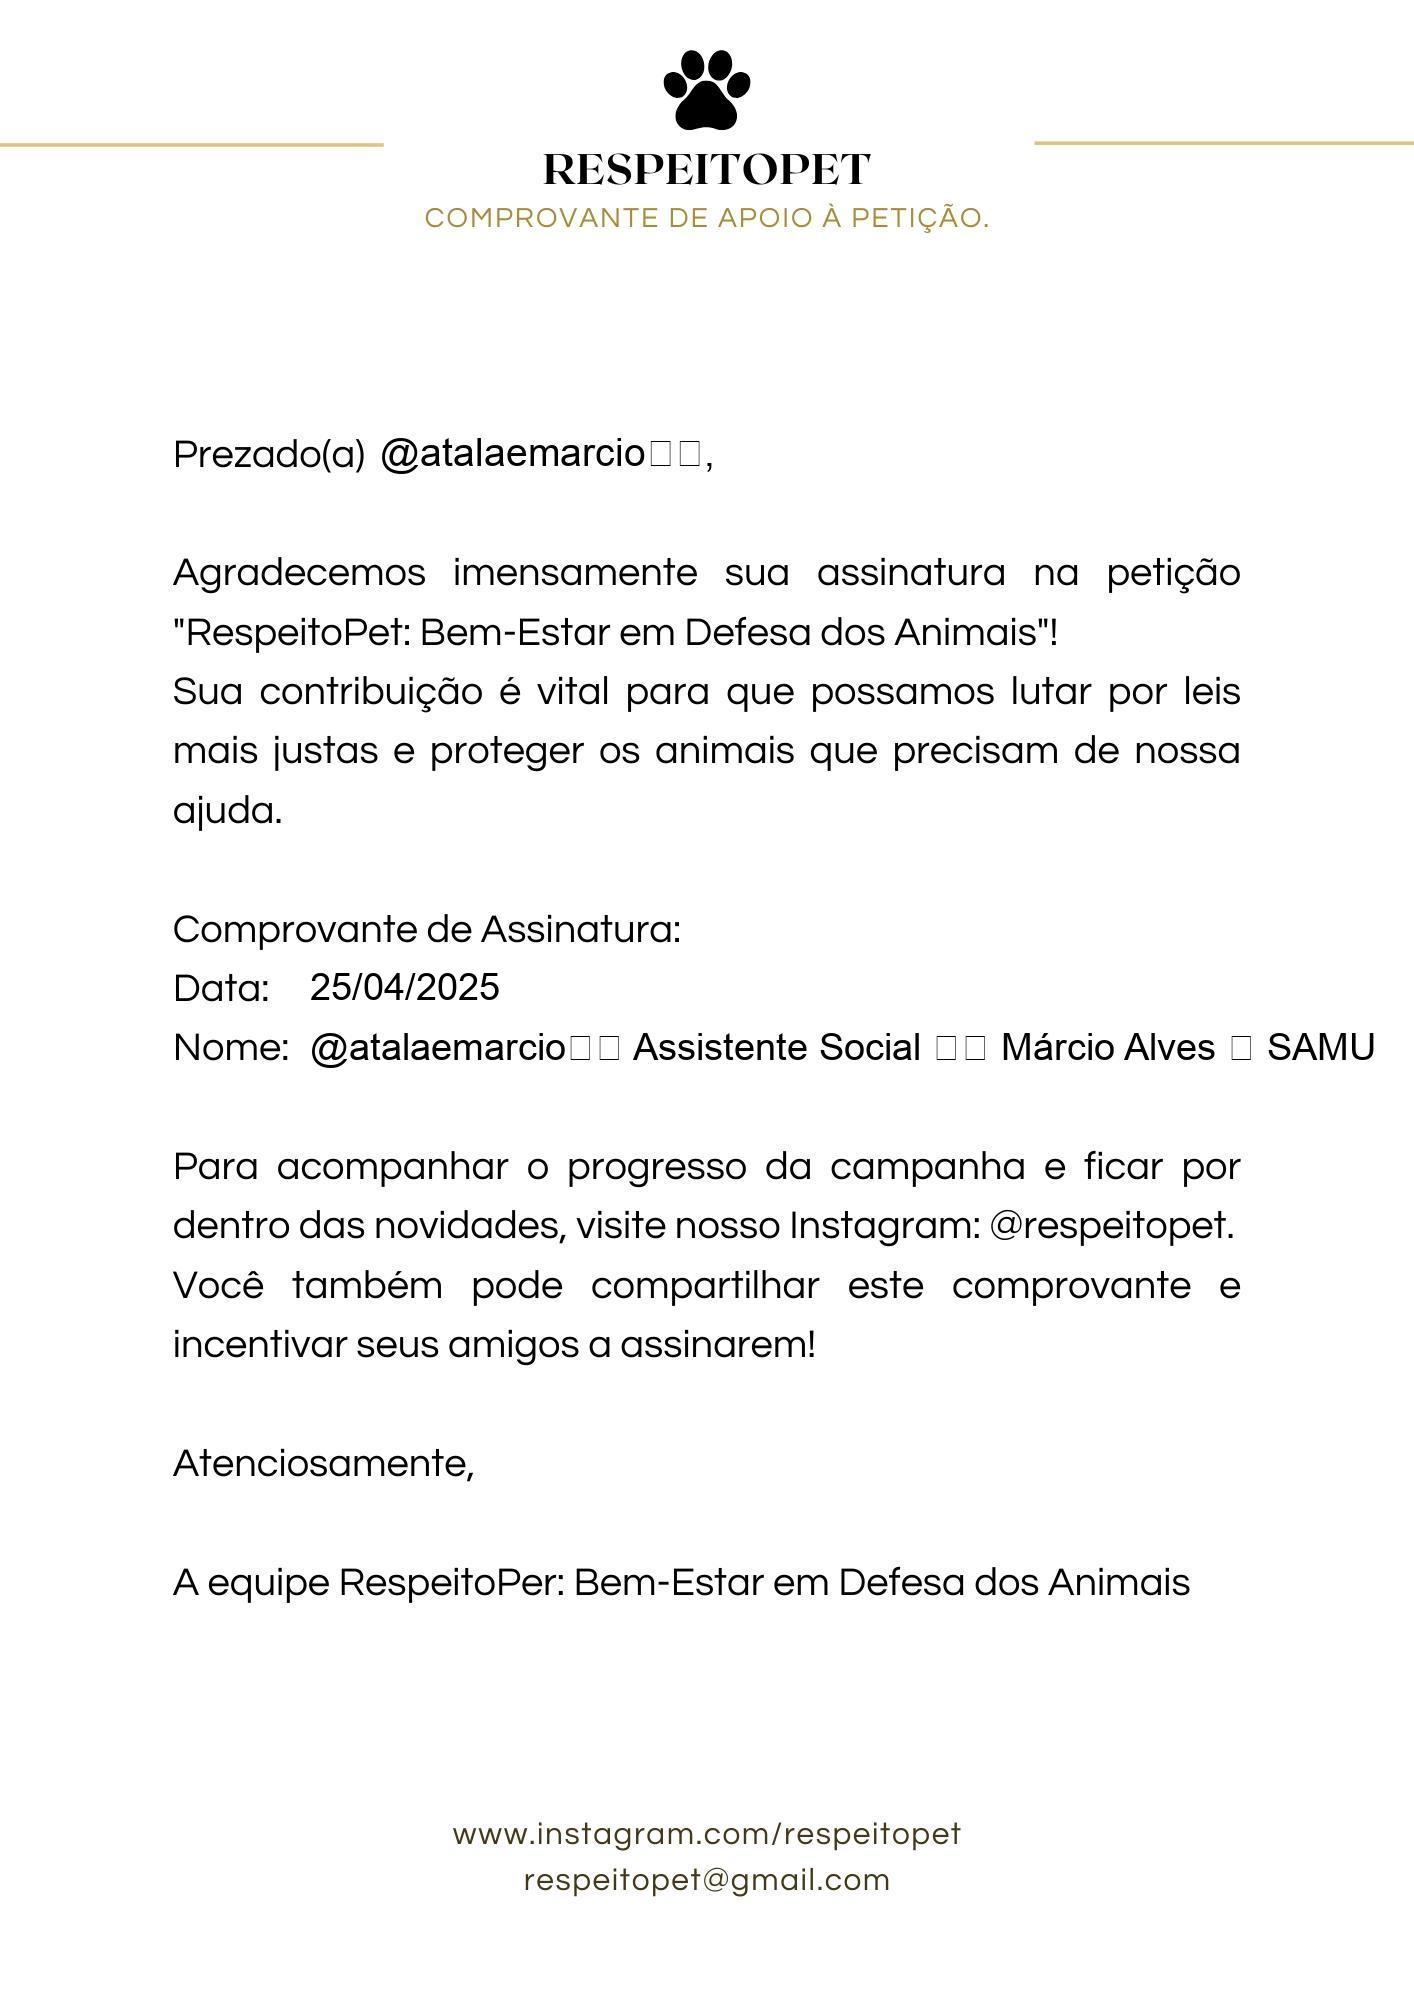 RESPEITOPET
COMPROVANTE DE APOIO À PETIÇÃO.
Prezado(a) @atalaemarcio□□,
Agradecemos imensamente sua assinatura na petição
"RespeitoPet: Bem-Estar em Defesa dos Animais"!
Sua contribuição é vital para que possamos lutar por leis
mais justas e proteger os animais que precisam de nossa
ajuda.
Comprovante de Assinatura:
Data: 25/04/2025
Nome: @atalaemarcio□□ Assistente Social □□ Márcio Alves □ SAMU
Para acompanhar o progresso da campanha e ficar por
dentro das novidades, visite nosso Instagram: @respeitopet.
Você também pode compartilhar este comprovante e
incentivar seus amigos a assinarem!
Atenciosamente,
A equipe RespeitoPer: Bem-Estar em Defesa dos Animais
www.instagram.com/respeitopet
respeitopet@gmail.com